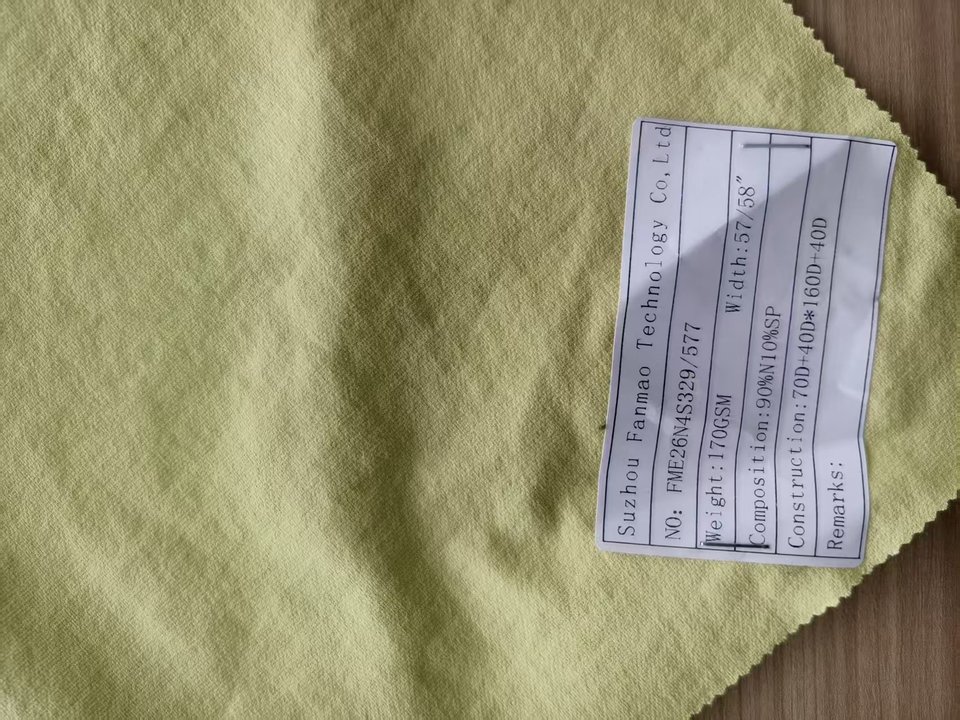 Suzhou Fanmao Technology Co,Ltd
NO: FME26N4S329/577
Weight:170GSM Width:57/58″
Composition:90%N10%SP
Construction:70D+40D*160D+40D
Remarks: